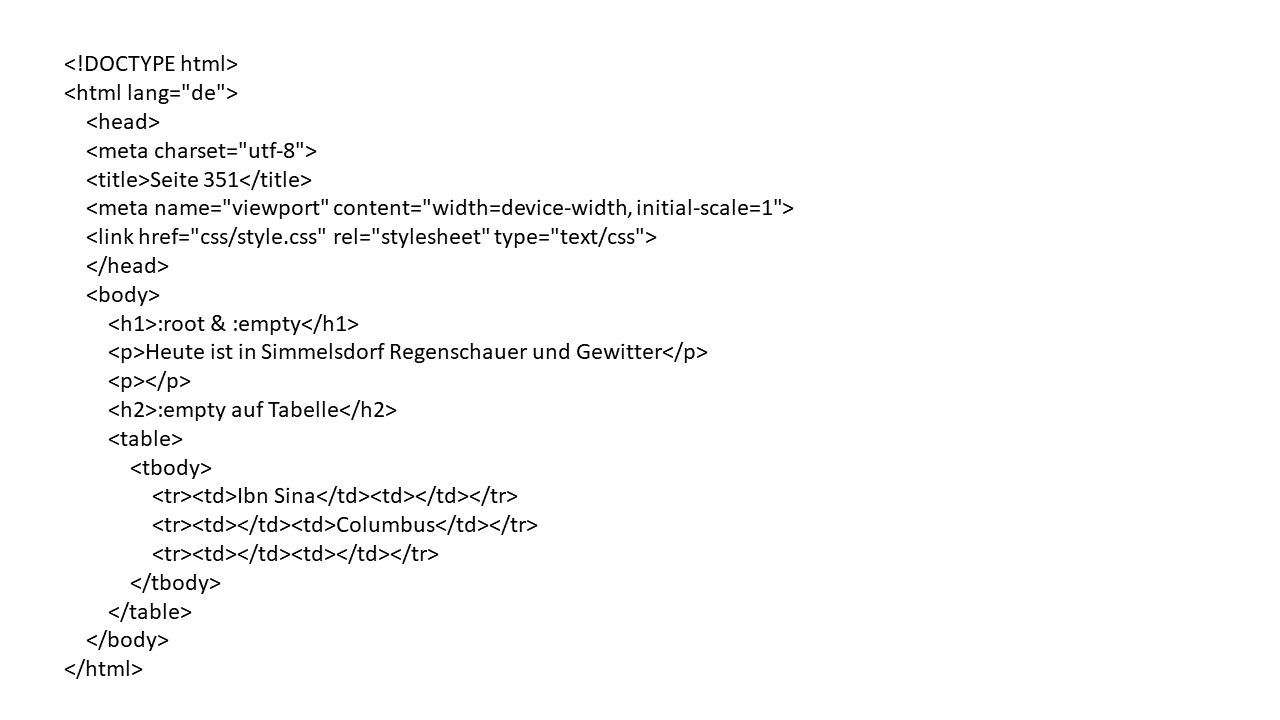 <!DOCTYPE html>
<html lang="de">
<head>
<meta charset="utf-8">
<title>Seite 351</title>
<meta name="viewport" content="width=device-width, initial-scale=1">
<link href="css/style.css" rel="stylesheet" type="text/css">
</head>
<body>
<h1>:root & :empty</h1>
<p>Heute ist in Simmelsdorf Regenschauer und Gewitter</p>
<p></p>
<h2>:empty auf Tabelle</h2>
<table>
<tbody>
<tr><td>Ibn Sina</td><td></td></tr>
<tr><td></td><td>Columbus</td></tr>
<tr><td></td><td></td></tr>
</tbody>
</table>
</body>
</html>